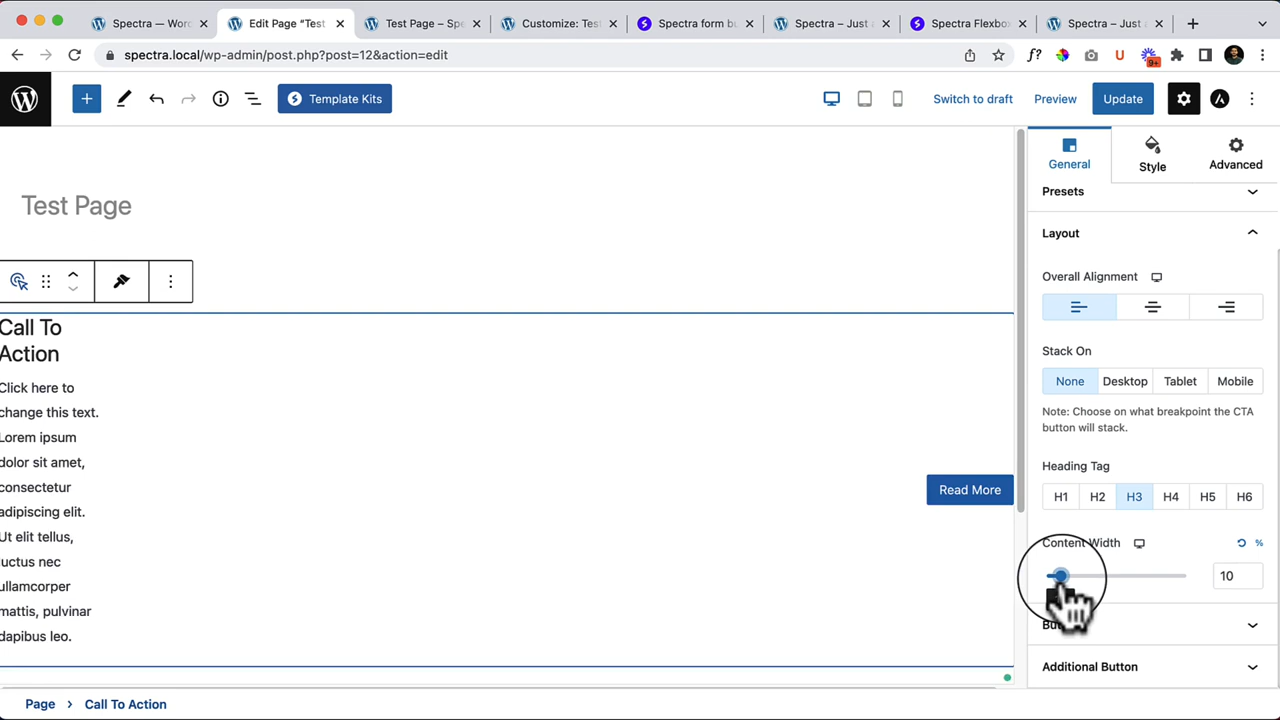 Spectra — Word
Edit Page “Test
Test Page – Spe
Customize: Tes
Spectra form bu
Spectra – Just a
Spectra Flexbo
Spectra – Just a
spectra.local/wp-admin/post.php?post=12&action=edit
f?
U
9+
Template Kits
Switch to draft
Preview
Update
General
Style
Advanced
Test Page
Presets
Layout
Overall Alignment
Call To
Action
Click here to
change this text.
Lorem ipsum
dolor sit amet,
consectetur
adipiscing elit.
Ut elit tellus,
luctus nec
ullamcorper
mattis, pulvinar
dapibus leo.
Read More
Stack On
None Desktop Tablet Mobile
Note: Choose on what breakpoint the CTA
button will stack.
Heading Tag
H1 H2 H3 H4 H5 H6
Content Width %
10
Additional Button
Page > Call To Action